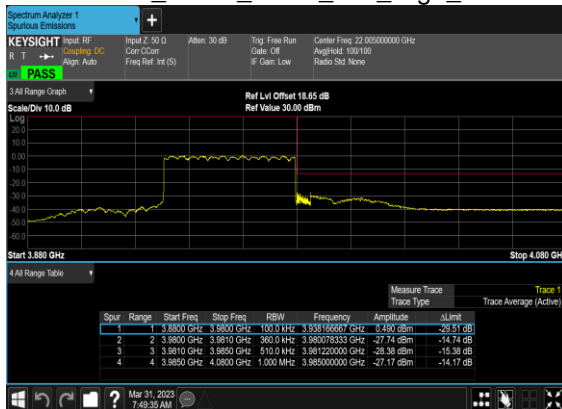 Spectrum Analyzer 1
Spurious Emissions
KEYSIGHT Input: RF Input Z: 50 Ω Atten: 30 dB Trig: Free Run Center Freq: 22.005000000 GHz
R T Coupling: DC Corr CCorr Gate: Off Avg|Hold: 100/100
Align: Auto Freq Ref: Int (S) IF Gain: Low Radio Std: None
PASS
3 All Range Graph
Ref Lvl Offset 18.65 dB
Scale/Div 10.0 dB Ref Value 30.00 dBm
Log
20.0
10.0
0.00
-10.0
-20.0
-30.0
-40.0
-50.0
-60.0
Start 3.880 GHz Stop 4.080 GH
4 All Range Table
Measure Trace Trace 1
Trace Type Trace Average (Active)
Spur Range Start Freq Stop Freq RBW Frequency Amplitude ΔLimit
1 1 3.8800 GHz 3.9800 GHz 100.0 kHz 3.938166667 GHz 0.490 dBm -29.51 dB
2 2 3.9800 GHz 3.9810 GHz 360.0 kHz 3.980078333 GHz -27.74 dBm -14.74 dB
3 3 3.9810 GHz 3.9850 GHz 510.0 kHz 3.981220000 GHz -28.38 dBm -15.38 dB
4 4 3.9850 GHz 4.0800 GHz 1.000 MHz 3.985000000 GHz -27.17 dBm -14.17 dB
Mar 31, 2023
7:49:35 AM